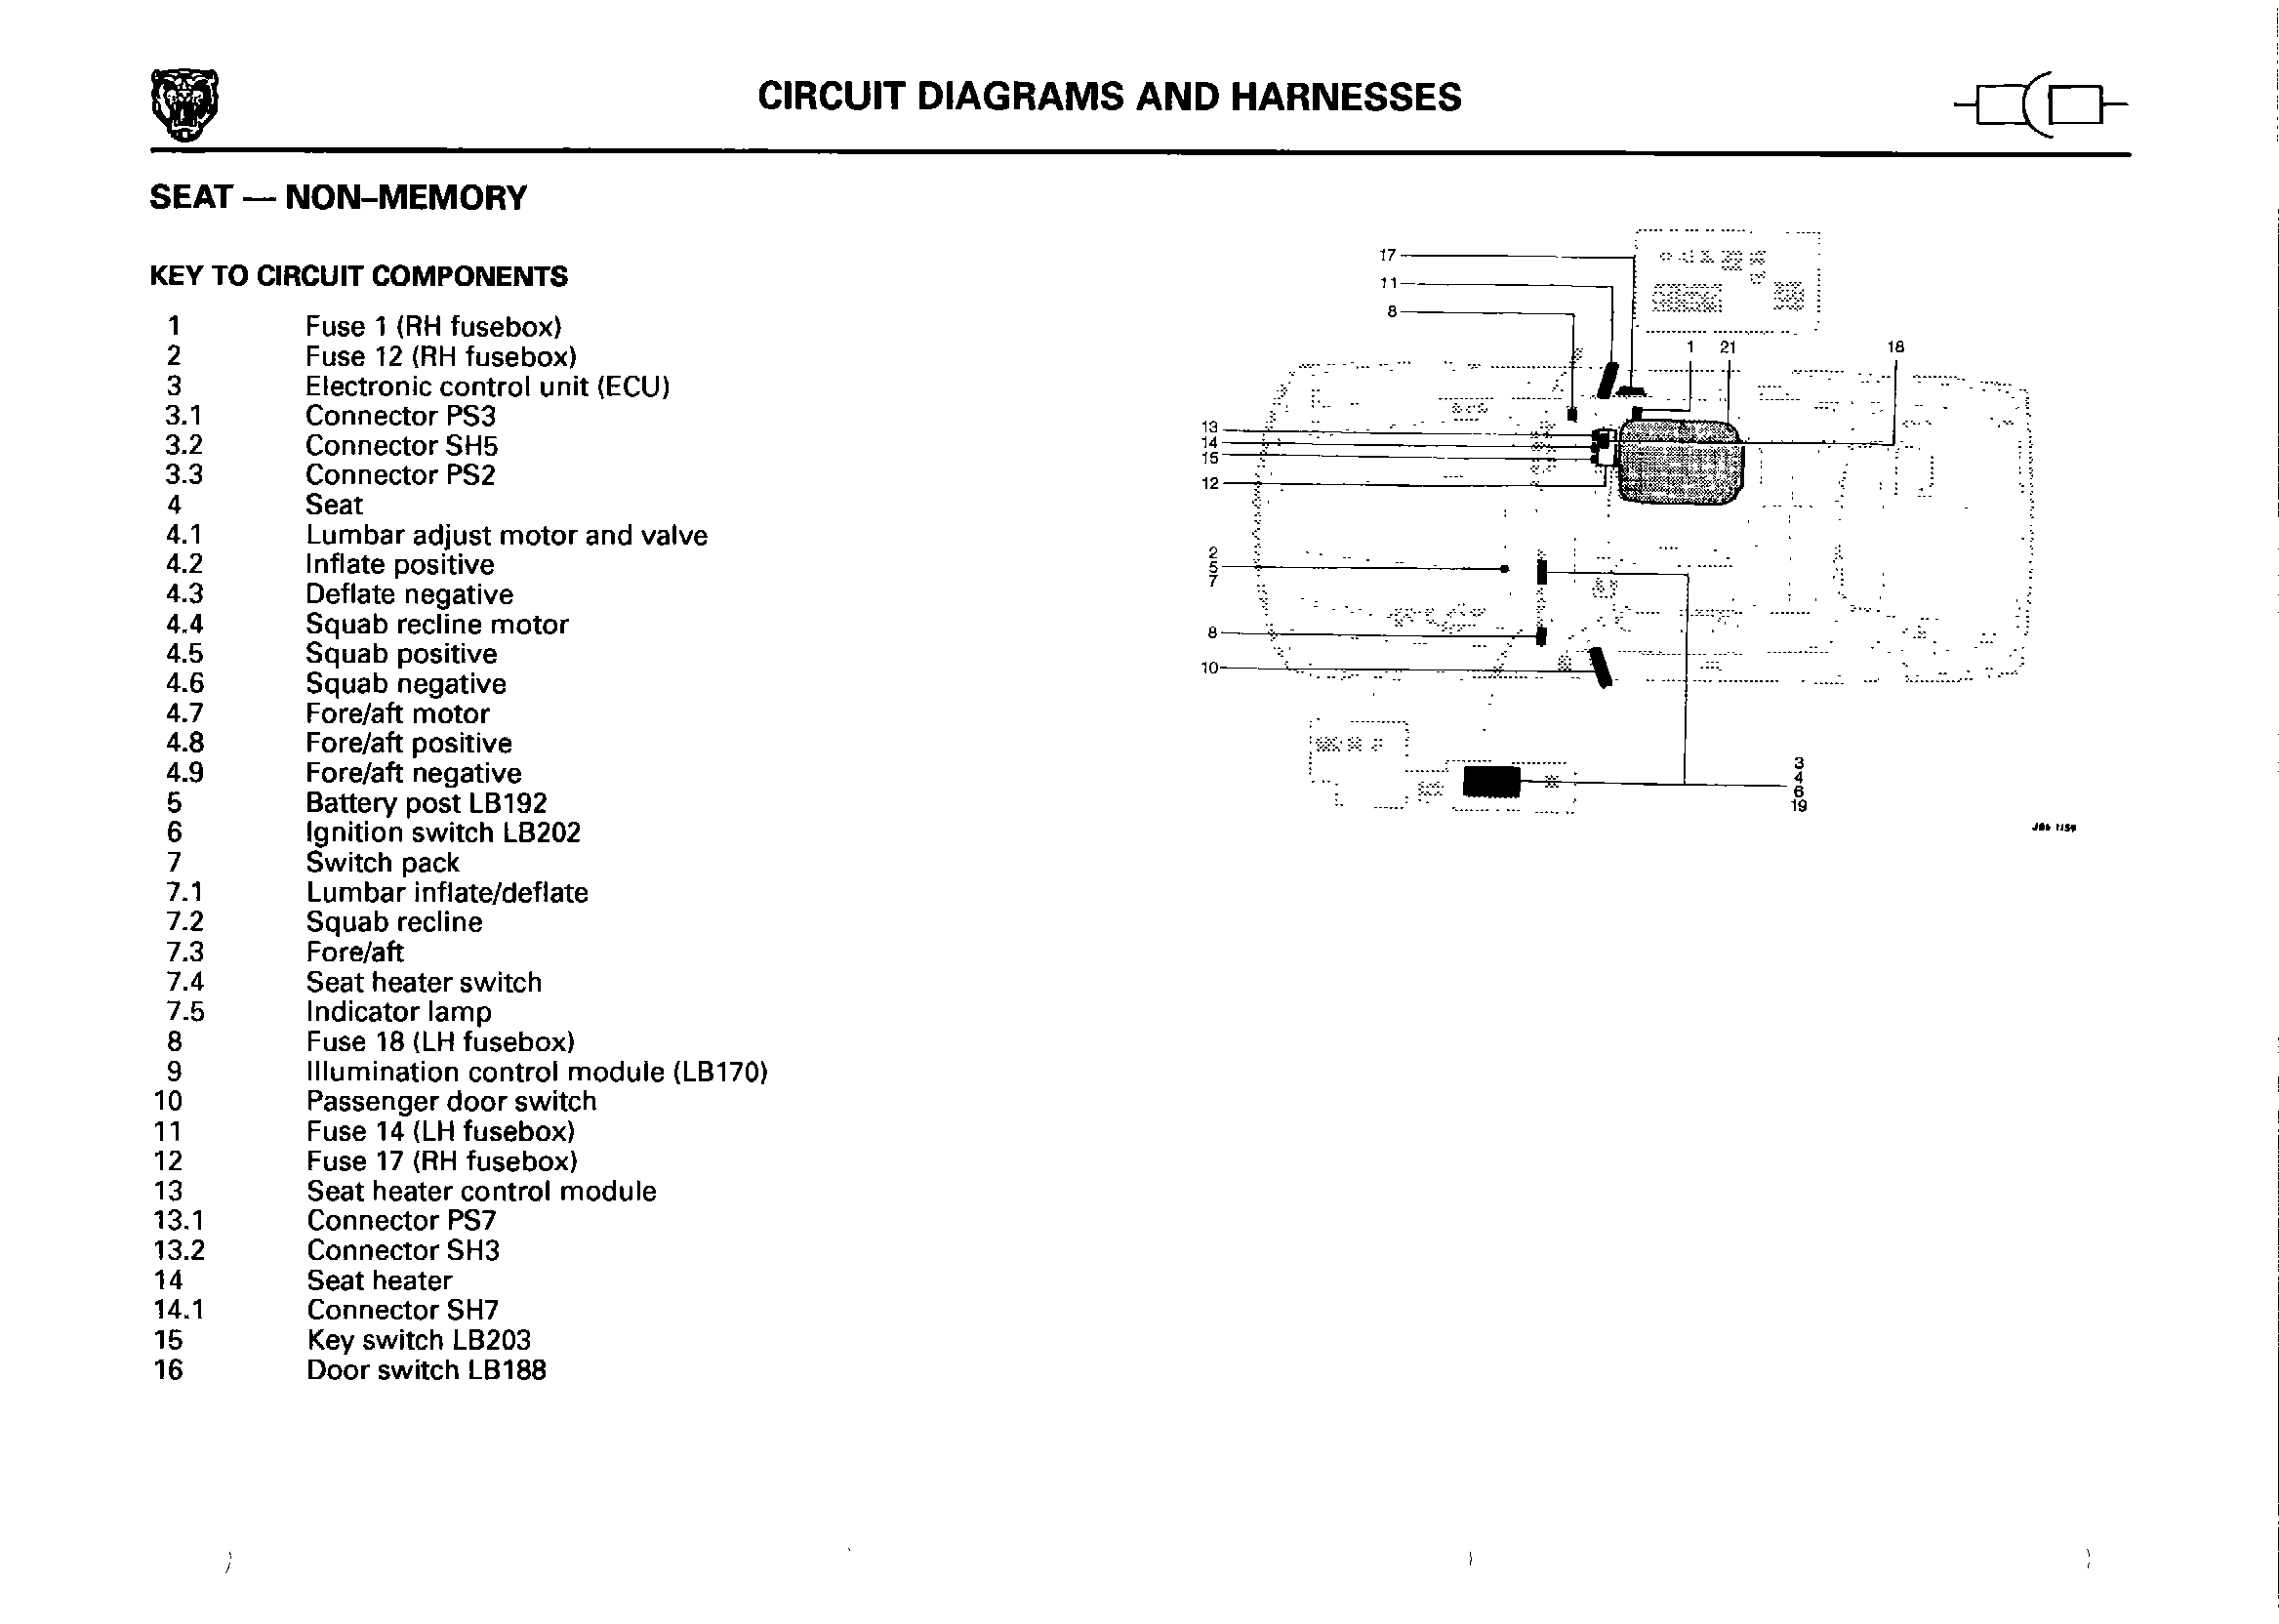 CIRCUIT DIAGRAMS AND HARNESSES
SEAT — NON–MEMORY
KEY TO CIRCUIT COMPONENTS
1 Fuse 1 (RH fusebox)
2 Fuse 12 (RH fusebox)
3 Electronic control unit (ECU)
3.1 Connector PS3
3.2 Connector SH5
3.3 Connector PS2
4 Seat
4.1 Lumbar adjust motor and valve
4.2 Inflate positive
4.3 Deflate negative
4.4 Squab recline motor
4.5 Squab positive
4.6 Squab negative
4.7 Fore/aft motor
4.8 Fore/aft positive
4.9 Fore/aft negative
5 Battery post LB192
6 Ignition switch LB202
7 Switch pack
7.1 Lumbar inflate/deflate
7.2 Squab recline
7.3 Fore/aft
7.4 Seat heater switch
7.5 Indicator lamp
8 Fuse 18 (LH fusebox)
9 Illumination control module (LB170)
10 Passenger door switch
11 Fuse 14 (LH fusebox)
12 Fuse 17 (RH fusebox)
13 Seat heater control module
13.1 Connector PS7
13.2 Connector SH3
14 Seat heater
14.1 Connector SH7
15 Key switch LB203
16 Door switch LB188
17
11
8
1 21 18
13
14
15
12
2
5
7
8
10
3
4
6
19